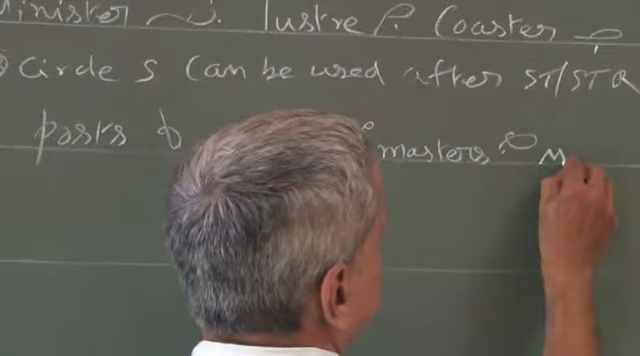 Minister Lustre Coaster
Circle S Can be used after ST/STR
posts masters M